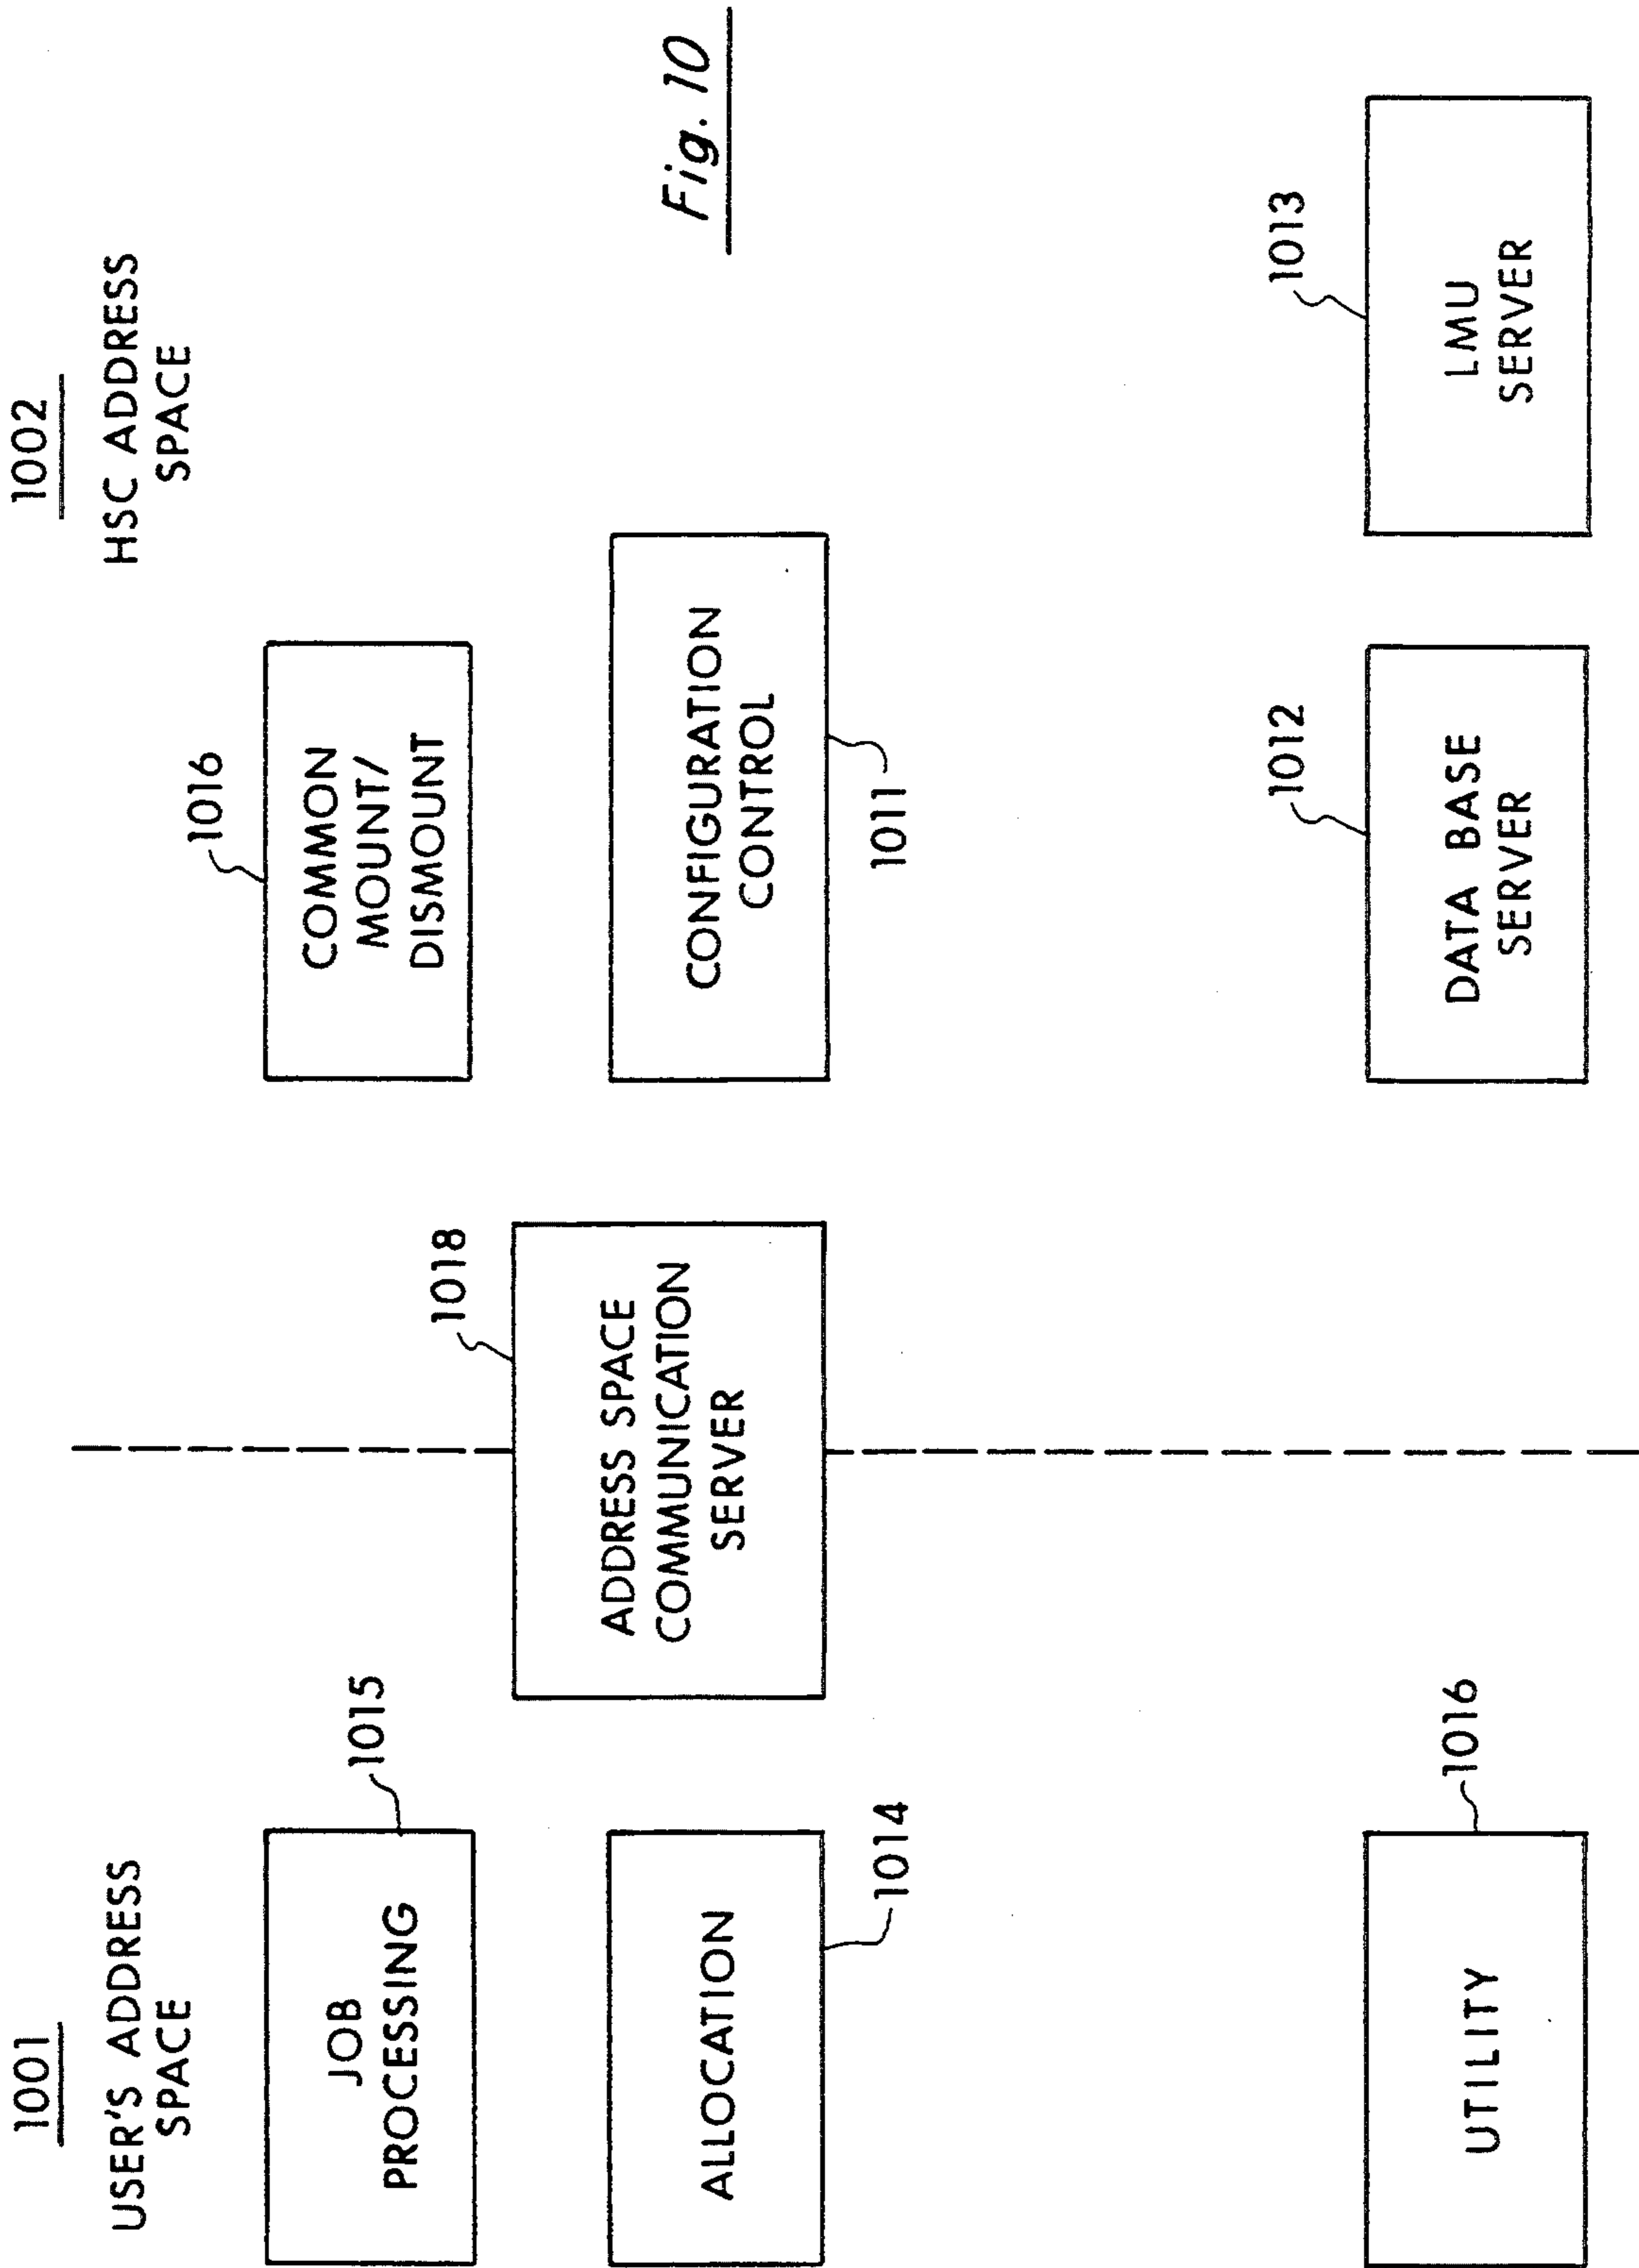 1001
USER'S ADDRESS
SPACE
1002
HSC ADDRESS
SPACE
1015
JOB
PROCESSING
1016
COMMON
MOUNT/
DISMOUNT
1018
ADDRESS SPACE
COMMUNICATION
SERVER
ALLOCATION
1014
CONFIGURATION
CONTROL
1011
Fig. 10
1016
UTILITY
1012
DATA BASE
SERVER
1013
LMU
SERVER